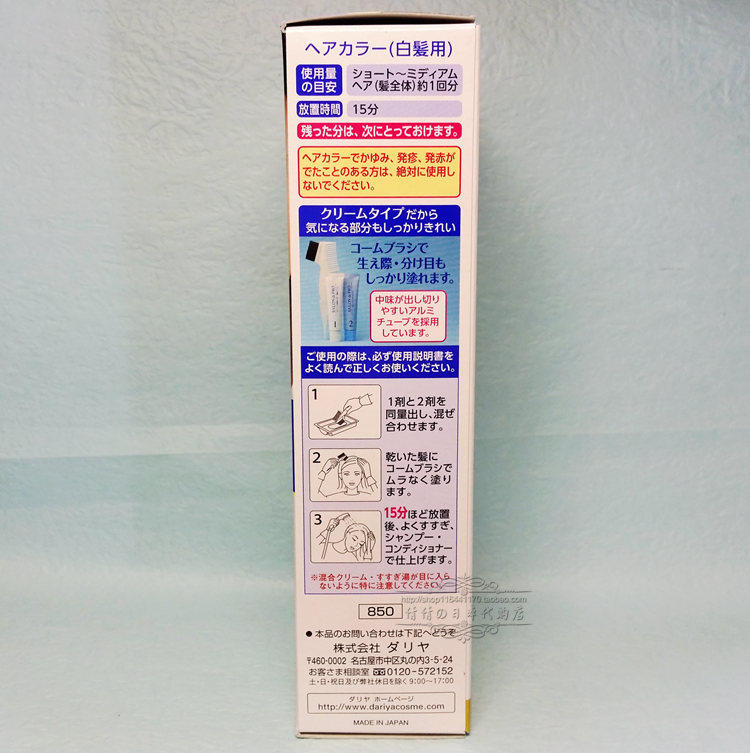 ヘアカラー(白髪用)
使用量
の目安
ショート〜ミディアム
ヘア(髪全体)約1回分
放置時間
15分
残った分は、次にとっておけます。
ヘアカラーでかゆみ、発疹、発赤が
でたことのある方は、絶対に使用し
ないでください。
クリームタイプだから
気になる部分もしっかりきれい
コームブラシで
生え際・分け目も
しっかり塗れます。
1
2
中味が出し切り
やすいアルミ
チューブを採用
しています。
ご使用の際は、必ず使用説明書を
よく読んで正しくお使いください。
1
1剤と2剤を
同量出し、混ぜ
合わせます。
2
乾いた髪に
コームブラシで
ムラなく塗り
ます。
3
15分ほど放置
後、よくすすぎ、
シャンプー・
コンディショナー
で仕上げます。
※混合クリーム・すすぎ湯が目に入ら
ないように特に注意してください。
http://shop116441170.taobao.com
倩倩の日本代购店
850
● 本品のお問い合わせは下記へどうぞ
株式会社 ダリヤ
〒460-0002 名古屋市中区丸の内3-5-24
お客さま相談室 0120-572152
土・日・祝日及び弊社休日を除く9:00〜17:00
ダリヤ ホームページ
http://www.dariyacosme.com
MADE IN JAPAN